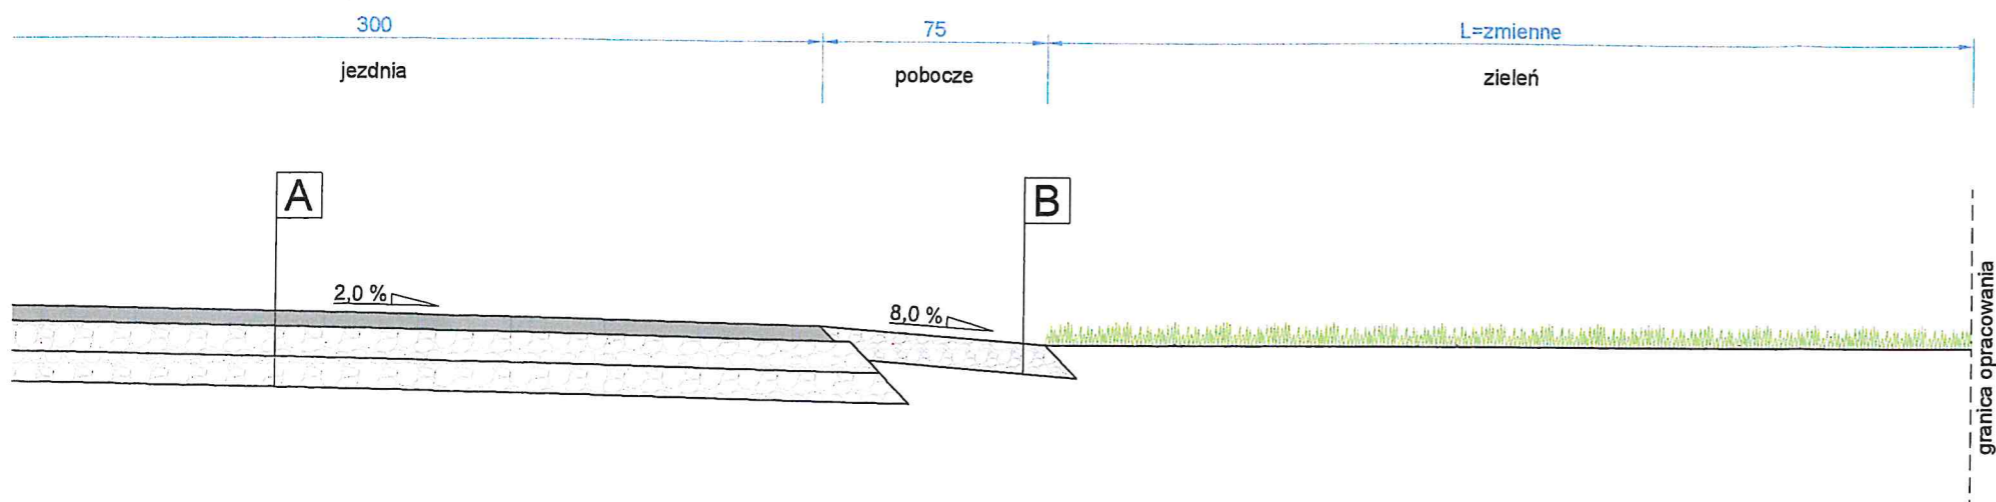 300
75
L=zmienne
jezdnia
pobocze
zieleń
A
B
2,0 %
8,0 %
granica opracowania